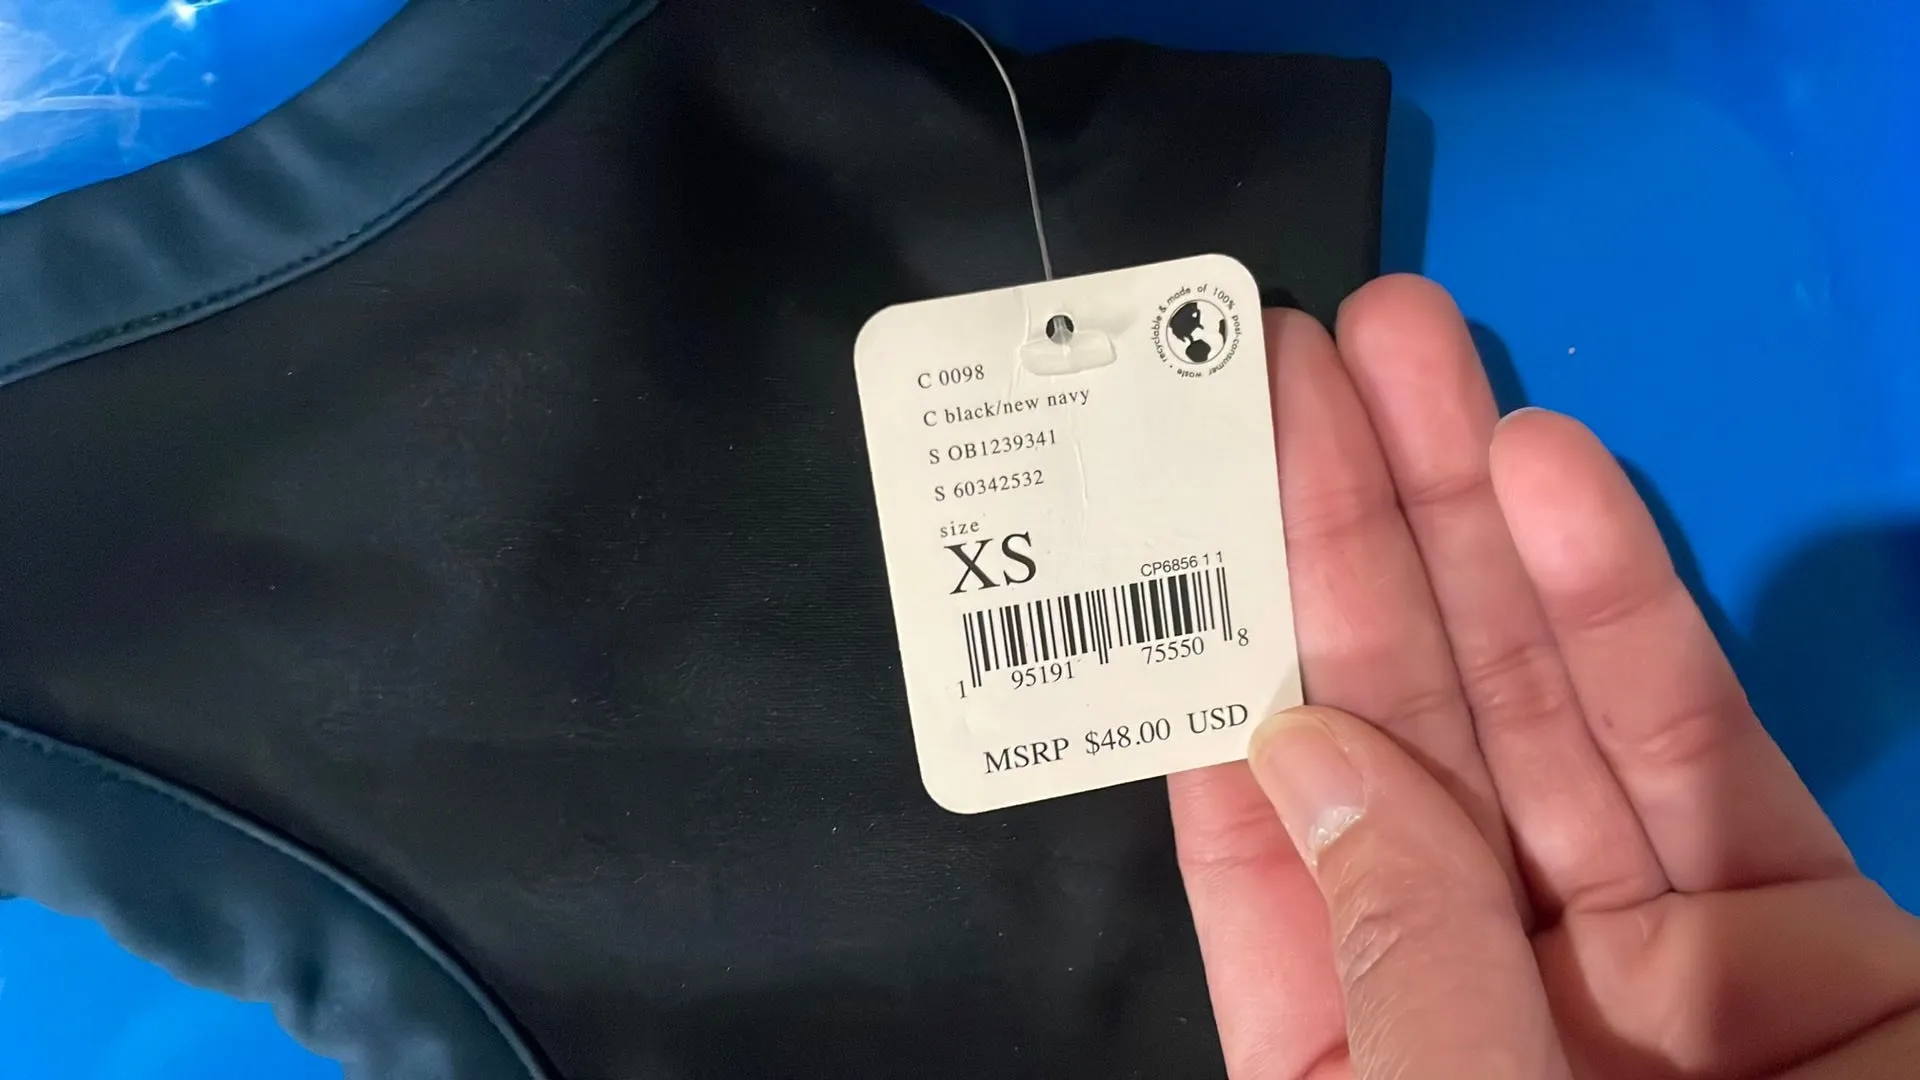 recyclable & made of 100% post-consumer waste •
C 0098
C black/new navy
S OB1239341
S 60342532
size
XS
CP6856 1 1
1 95191 75550 8
MSRP $48.00 USD